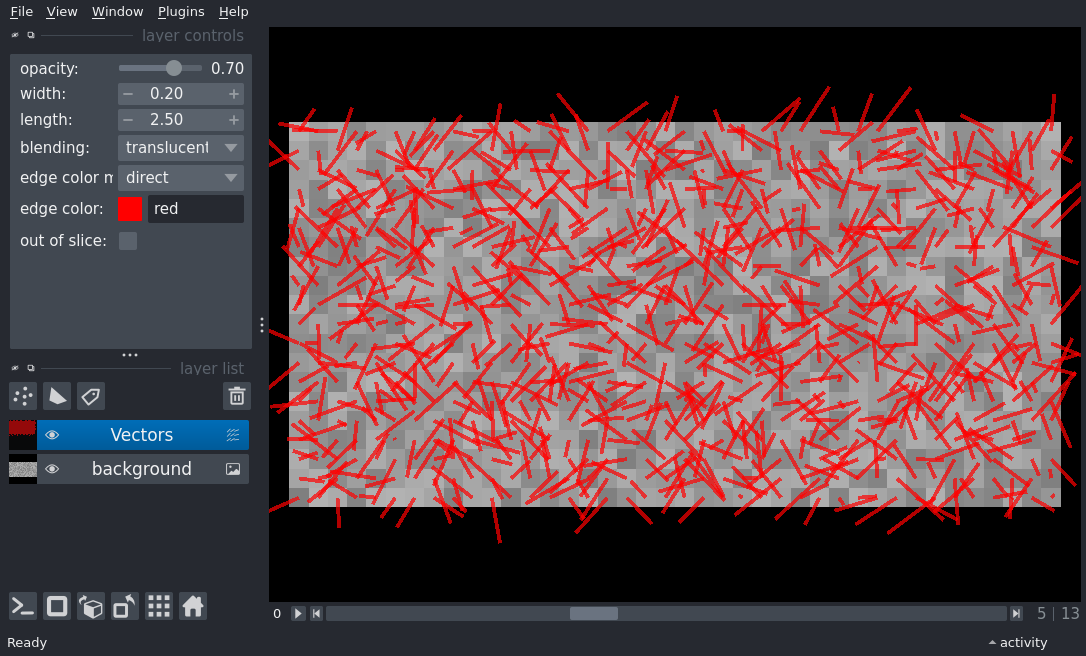 File View Window Plugins Help
layer controls
opacity: 0.70
width: 0.20
length: 2.50
blending: translucent
edge color m direct
edge color: red
out of slice:
layer list
Vectors
background
0 5 | 13
Ready
activity